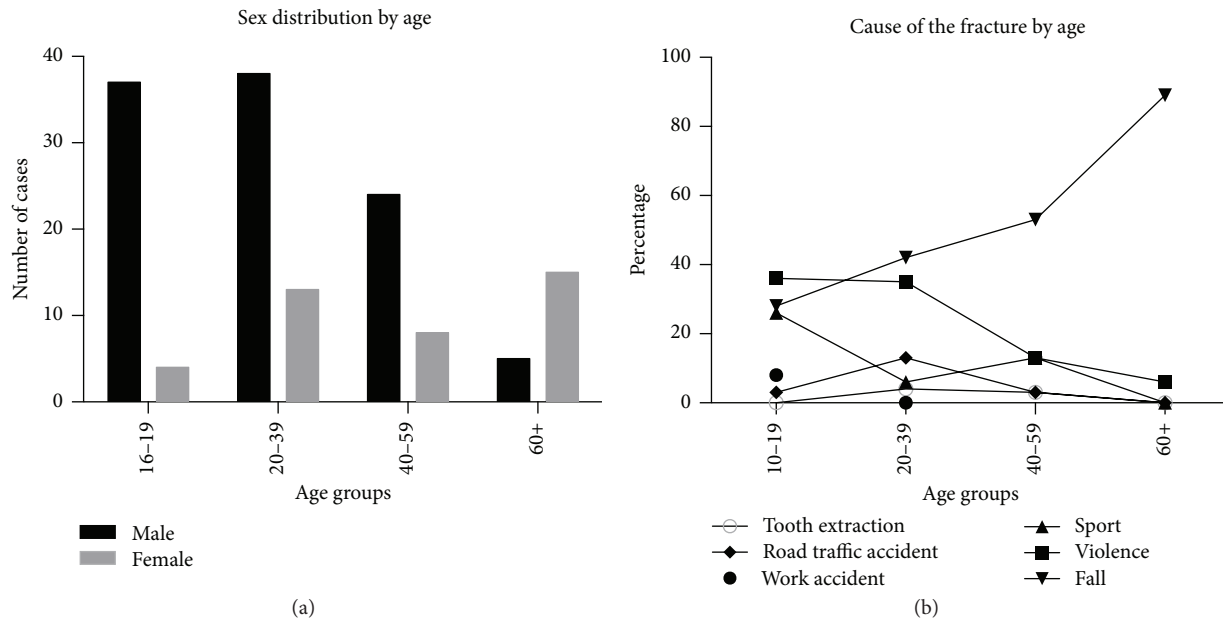 Sex distribution by age
Number of cases
40
30
20
10
0
16–19
20–39
40–59
60+
Age groups
Male
Female
(a)
Cause of the fracture by age
Percentage
100
80
60
40
20
0
10–19
20–39
40–59
60+
Age groups
Tooth extraction
Road traffic accident
Work accident
Sport
Violence
Fall
(b)